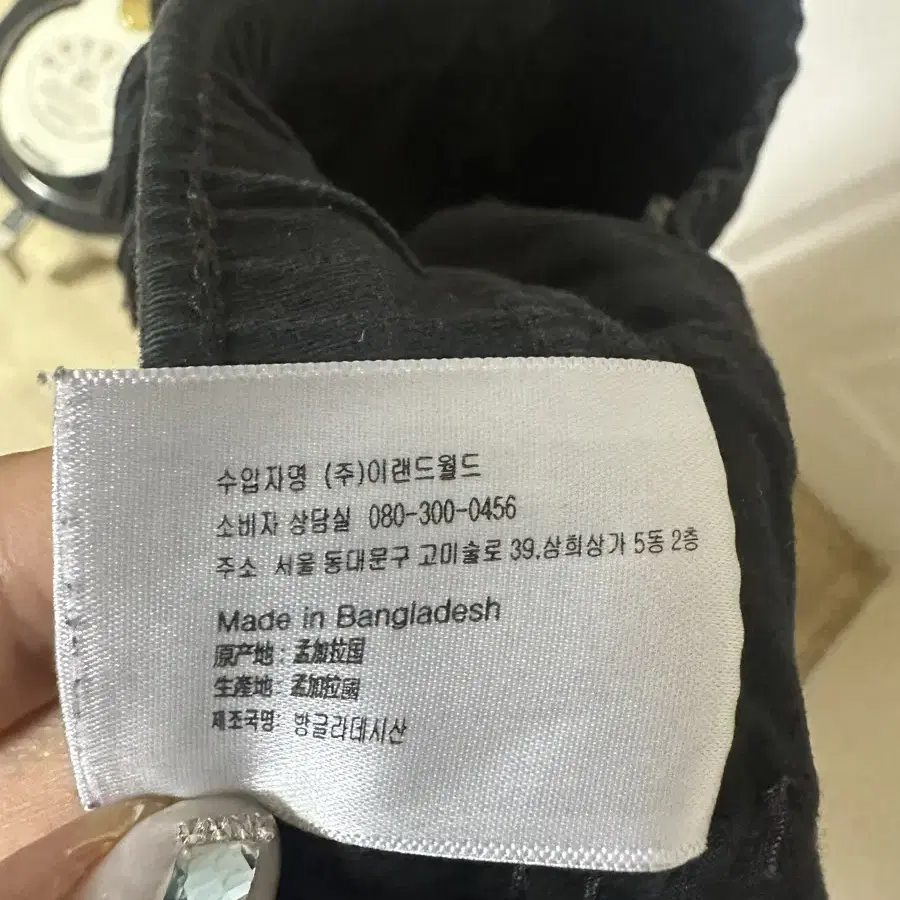 수입자명 (주)이랜드월드
소비자 상담실 080-300-0456
주소 서울 동대문구 고미술로 39,상희상가 5동 2층
Made in Bangladesh
原产地 : 孟加拉国
生產地 : 孟加拉國
제조국명 방글라데시산